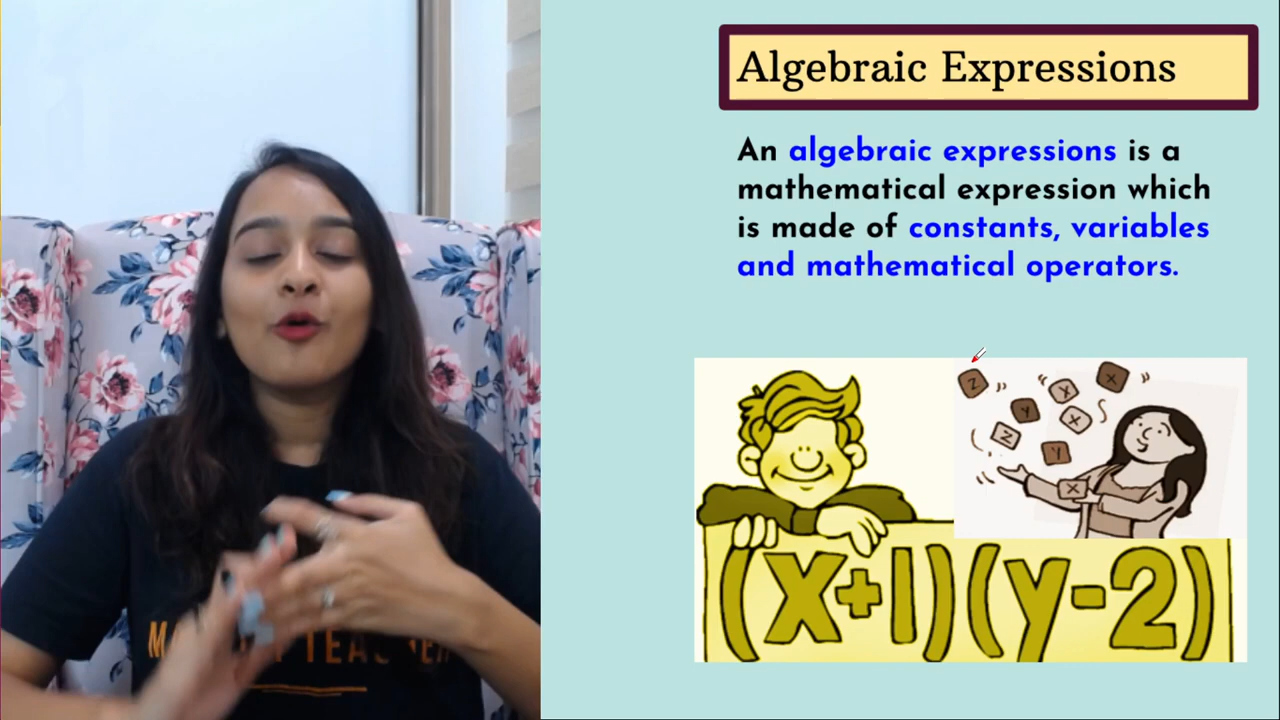 Algebraic Expressions
An algebraic expressions is a
mathematical expression which
is made of constants, variables
and mathematical operators.
Z
Y
X
X
X
Z
Y
X
(x+1)(y-2)